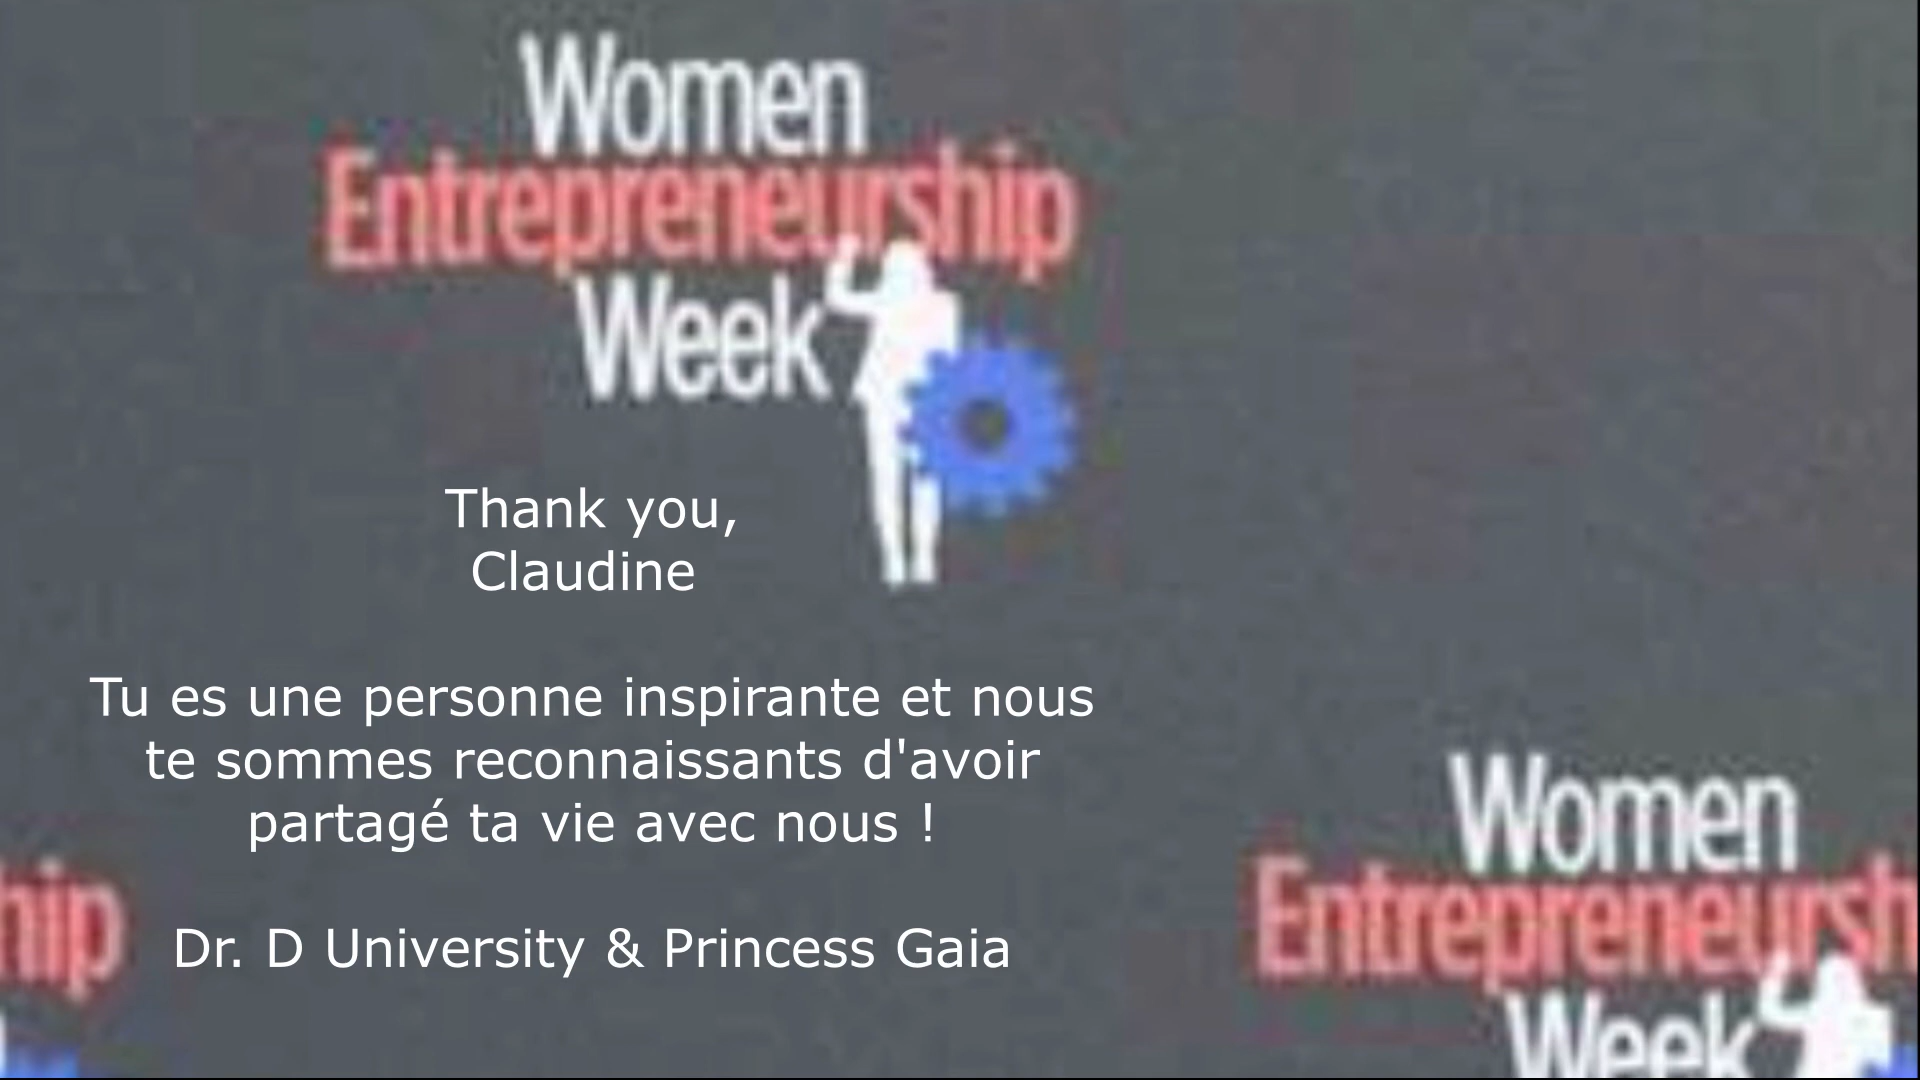 Women
Entrepreneurship
Week
Thank you,
Claudine
Tu es une personne inspirante et nous
te sommes reconnaissants d'avoir
partagé ta vie avec nous !
Dr. D University & Princess Gaia
hip
Women
Entrepreneursh
Week